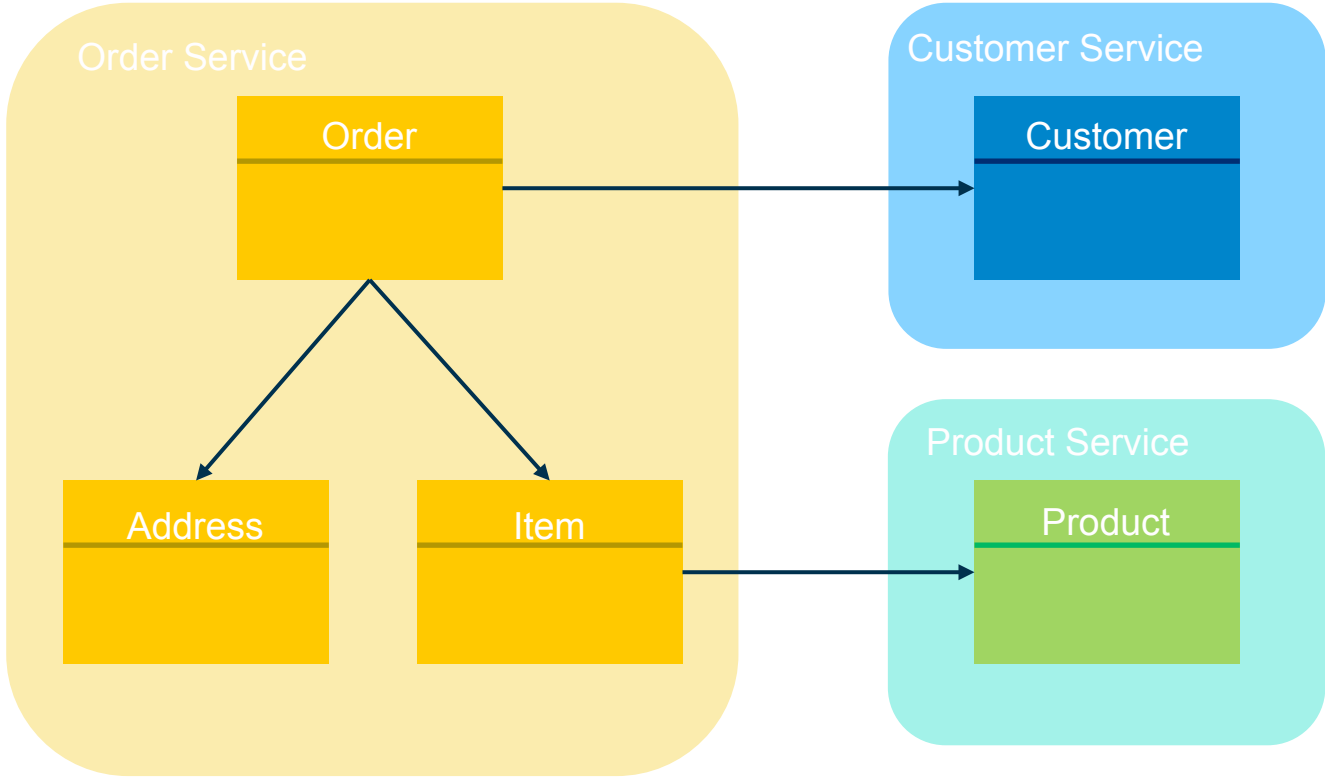 Order Service
Customer Service
Order
Customer
Product Service
Address
Item
Product